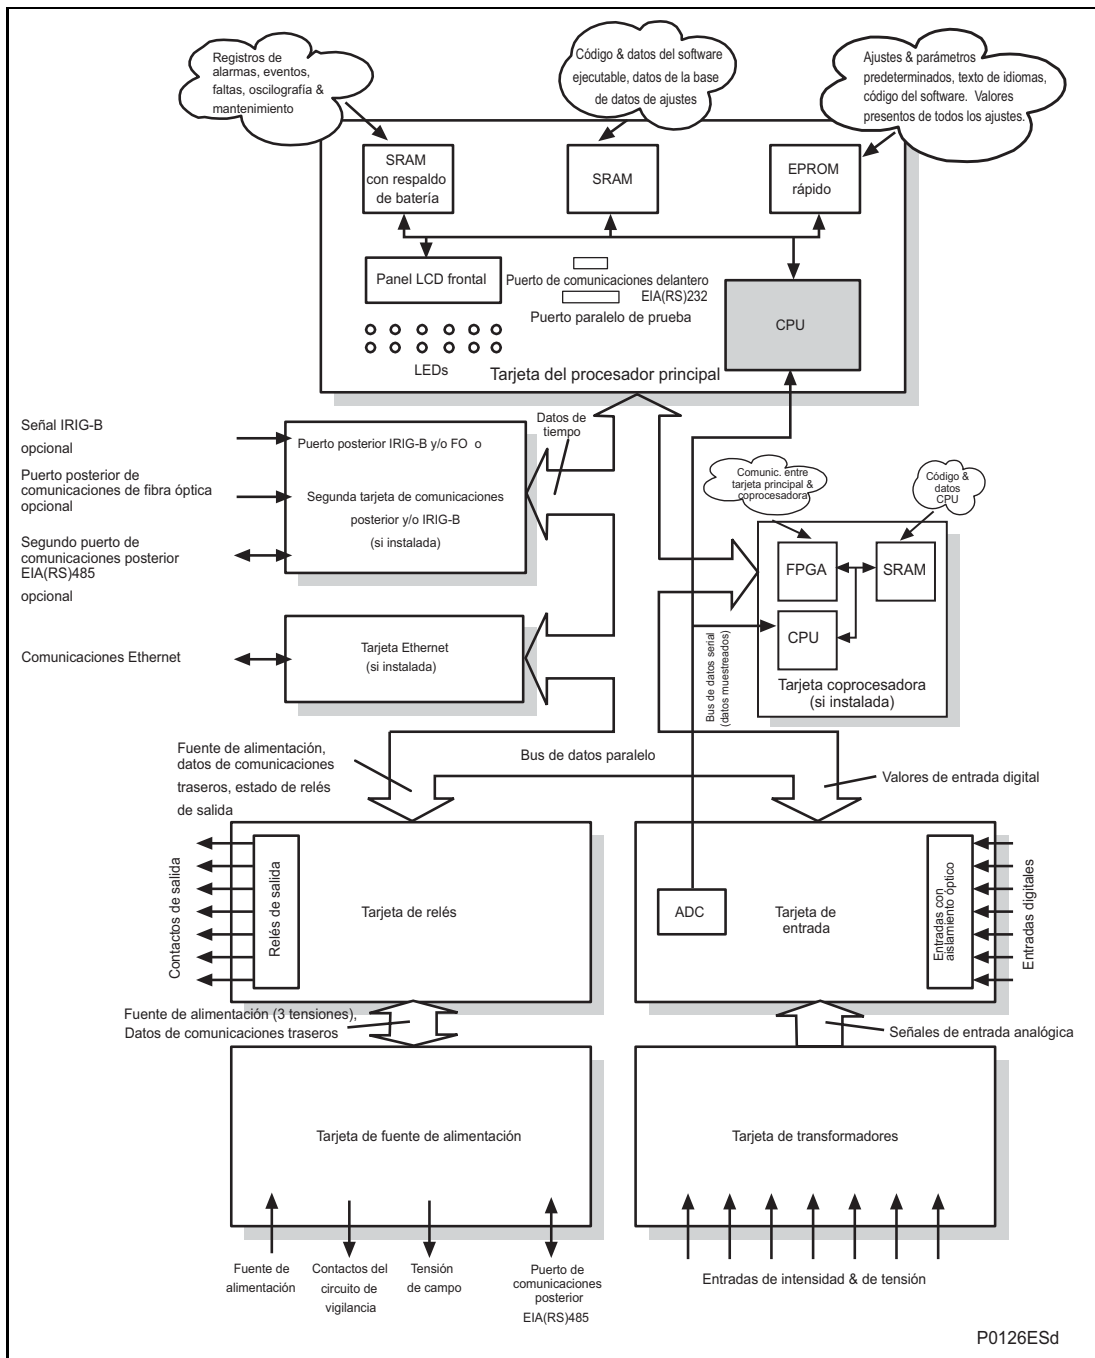 Registros de
alarmas, eventos,
faltas, oscilografía &
mantenimiento
Código & datos del software
ejecutable, datos de la base
de datos de ajustes
Ajustes & parámetros
predeterminados, texto de idiomas,
código del software. Valores
presentos de todos los ajustes.
SRAM
con respaldo
de batería
SRAM
EPROM
rápido
Panel LCD frontal
Puerto de comunicaciones delantero
EIA(RS)232
Puerto paralelo de prueba
CPU
LEDs
Tarjeta del procesador principal
Señal IRIG-B
opcional
Puerto posterior de
comunicaciones de fibra óptica
opcional
Segundo puerto de
comunicaciones posterior
EIA(RS)485
opcional
Puerto posterior IRIG-B y/o FO o
Segunda tarjeta de comunicaciones
posterior y/o IRIG-B
(si instalada)
Datos de
tiempo
Comunic. entre
tarjeta principal &
coprocesadora
Código &
datos
CPU
FPGA
SRAM
CPU
Tarjeta coprocesadora
(si instalada)
Bus de datos serial
(datos muestreados)
Comunicaciones Ethernet
Tarjeta Ethernet
(si instalada)
Fuente de alimentación,
datos de comunicaciones
traseros, estado de relés
de salida
Bus de datos paralelo
Valores de entrada digital
Contactos de salida
Relés de salida
Tarjeta de relés
ADC
Tarjeta de
entrada
Entradas con
aislamiento óptico
Entradas digitales
Fuente de alimentación (3 tensiones),
Datos de comunicaciones traseros
Señales de entrada analógica
Tarjeta de fuente de alimentación
Tarjeta de transformadores
Fuente de
alimentación
Contactos del
circuito de
vigilancia
Tensión
de campo
Puerto de
comunicaciones
posterior
EIA(RS)485
Entradas de intensidad & de tensión
P0126ESd